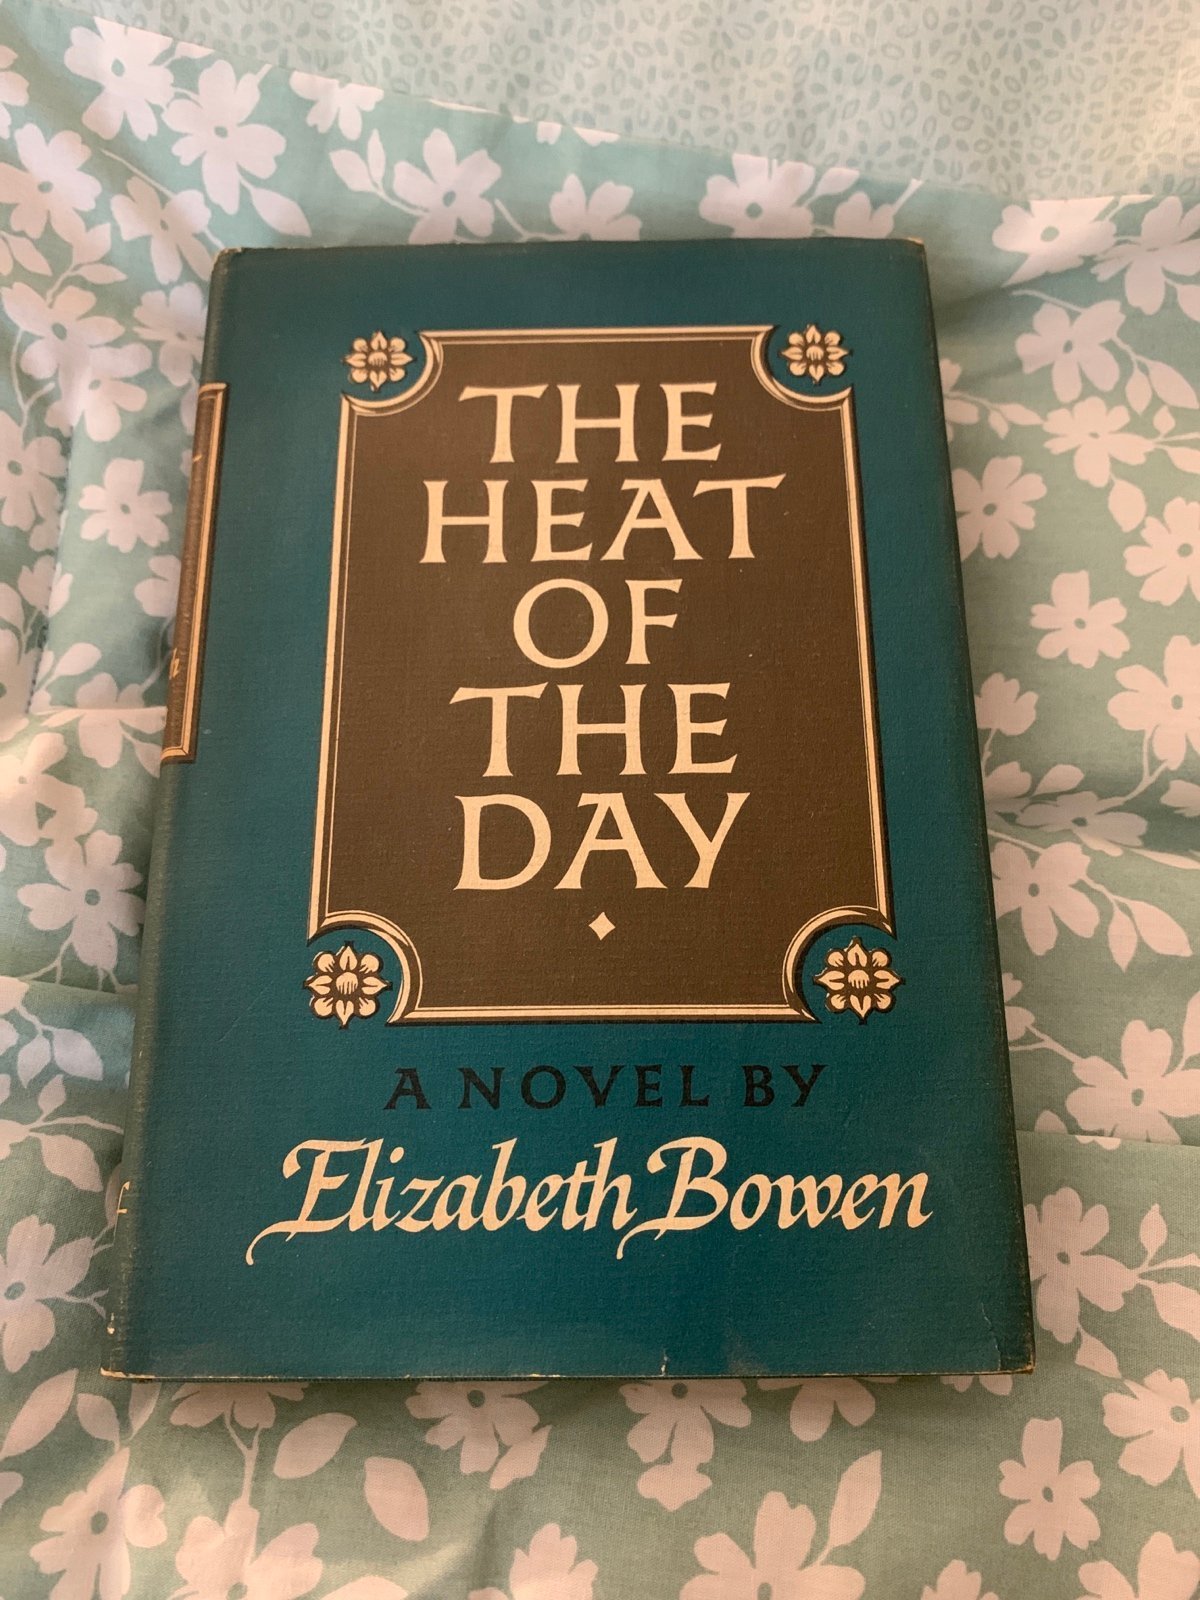 THE
HEAT
OF
THE
DAY
A NOVEL BY
Elizabeth Bowen